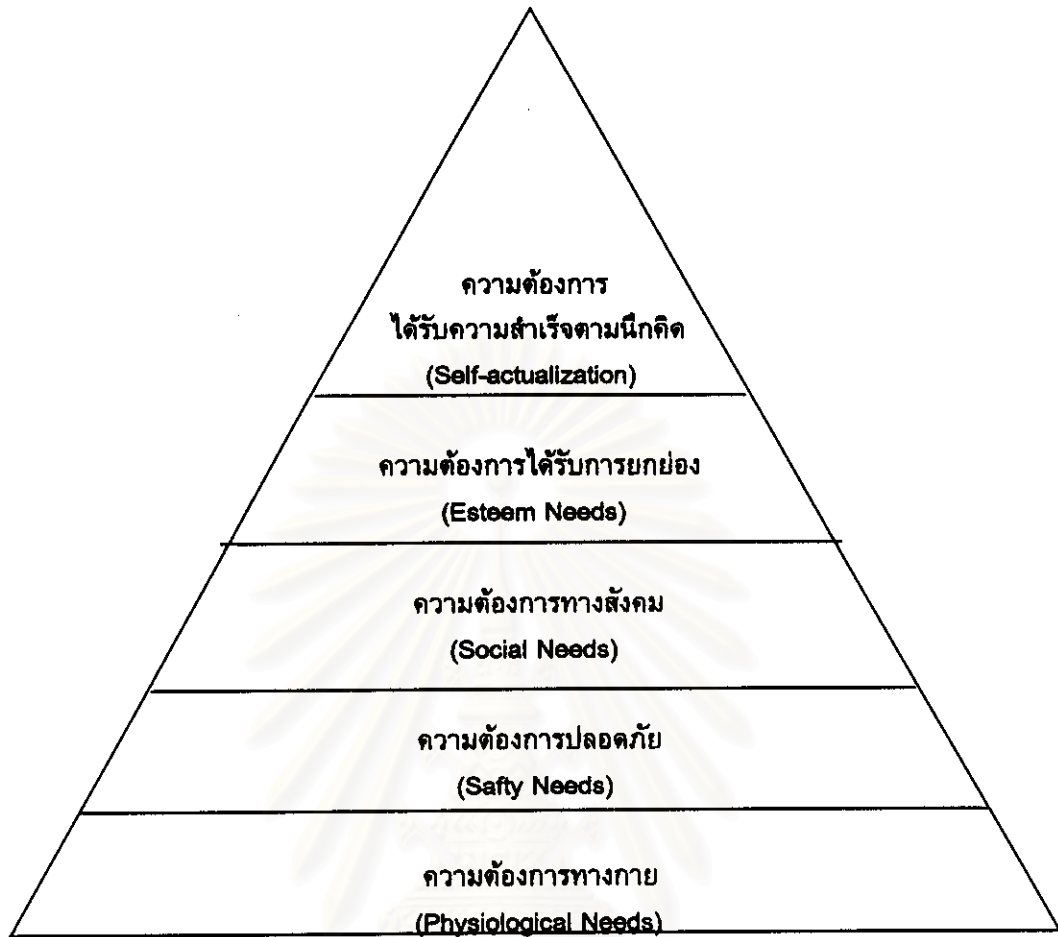 ความต้องการ
ได้รับความสำเร็จตามนึกคิด
(Self-actualization)
ความต้องการได้รับการยกย่อง
(Esteem Needs)
ความต้องการทางสังคม
(Social Needs)
ความต้องการปลอดภัย
(Safty Needs)
ความต้องการทางกาย
(Physiological Needs)